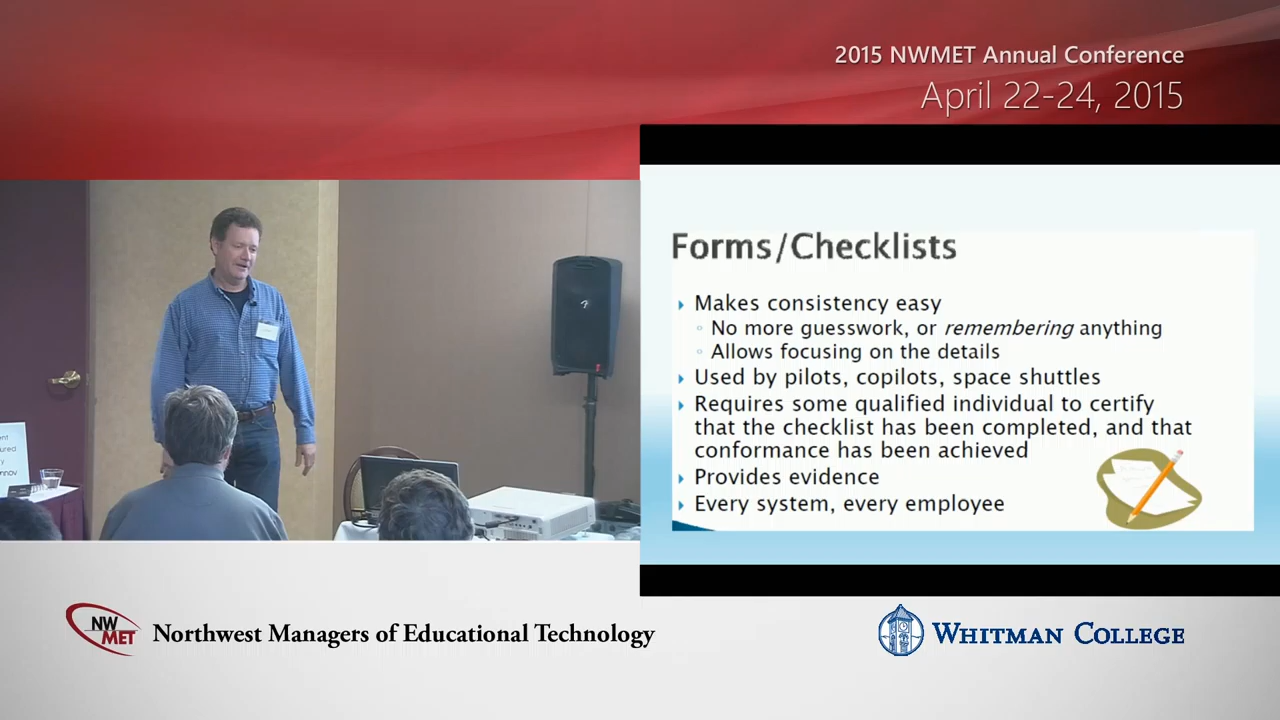 2015 NWMET Annual Conference
April 22-24, 2015
Forms/Checklists
Makes consistency easy
No more guesswork, or remembering anything
Allows focusing on the details
Used by pilots, copilots, space shuttles
Requires some qualified individual to certify
that the checklist has been completed, and that
conformance has been achieved
Provides evidence
Every system, every employee
NW
MET
Northwest Managers of Educational Technology
WHITMAN COLLEGE